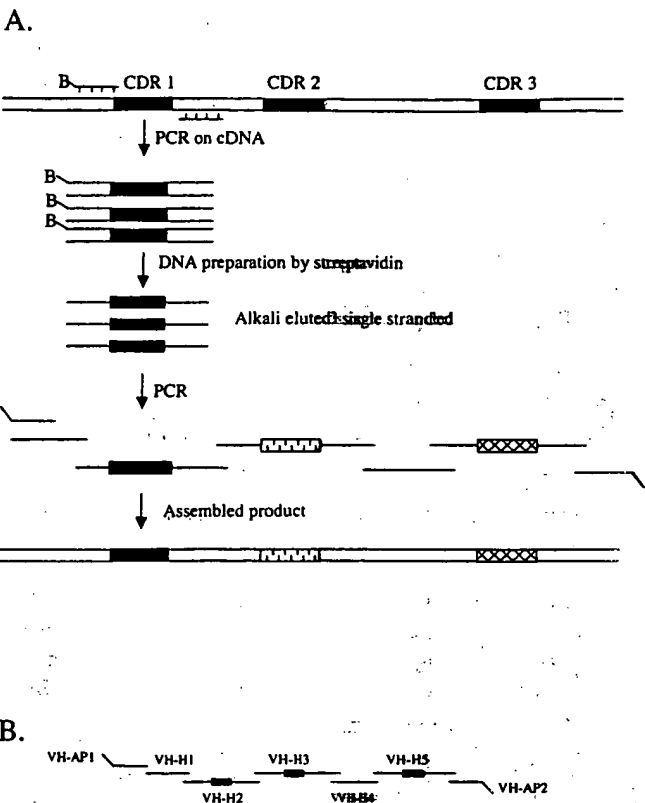 A.
B CDR 1 CDR 2 CDR 3
PCR on cDNA
B
B
B
DNA preparation by streptavidin
Alkali eluted single stranded
PCR
Assembled product
B.
VH-AP1 VH-H1 VH-H3 VH-H5
VH-H2 VH-H4 VH-AP2